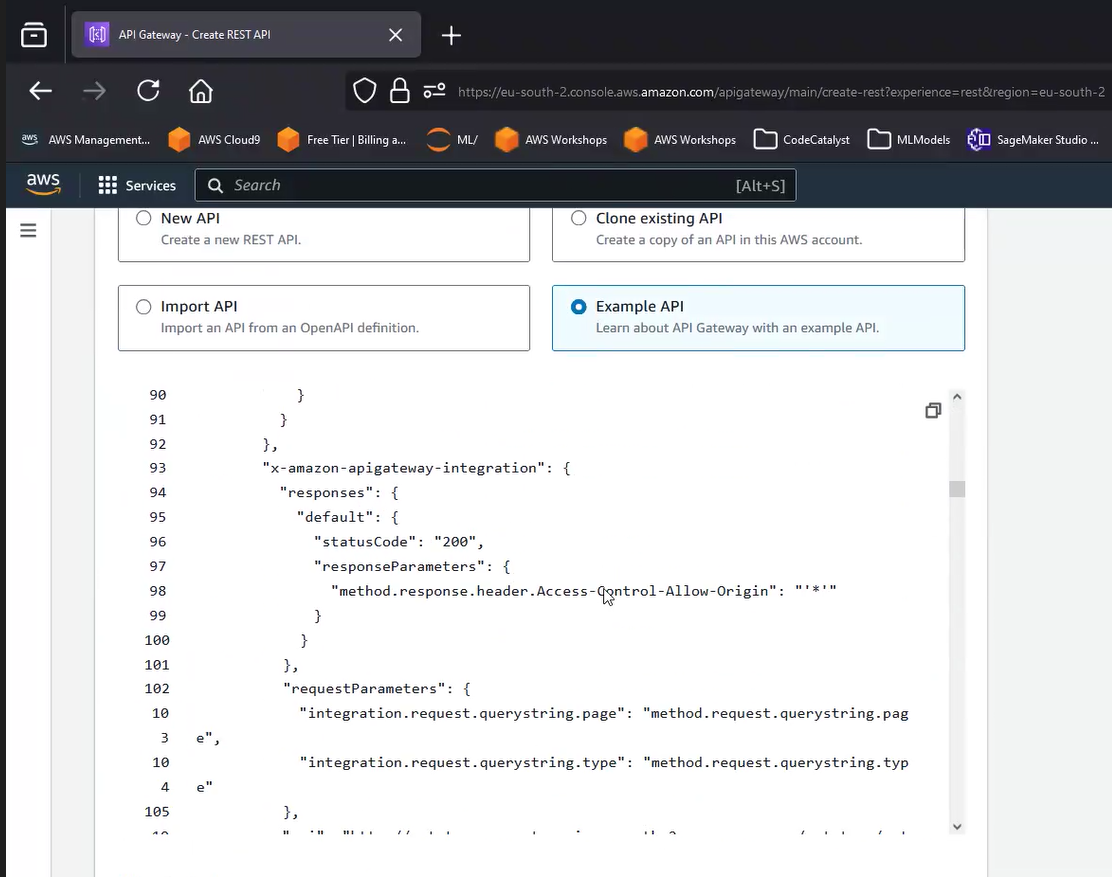 API Gateway - Create REST API
https://eu-south-2.console.aws.amazon.com/apigateway/main/create-rest?experience=rest&region=eu-south-2
aws AWS Management... AWS Cloud9 Free Tier | Billing a... ML/ AWS Workshops AWS Workshops CodeCatalyst MLModels SageMaker Studio ...
aws Services Search [Alt+S]
New API
Create a new REST API.
Clone existing API
Create a copy of an API in this AWS account.
Import API
Import an API from an OpenAPI definition.
Example API
Learn about API Gateway with an example API.
90 }
91 }
92 },
93 "x-amazon-apigateway-integration": {
94 "responses": {
95 "default": {
96 "statusCode": "200",
97 "responseParameters": {
98 "method.response.header.Access-Control-Allow-Origin": "'*'"
99 }
100 }
101 },
102 "requestParameters": {
10 "integration.request.querystring.page": "method.request.querystring.pag
3 e",
10 "integration.request.querystring.type": "method.request.querystring.typ
4 e"
105 },